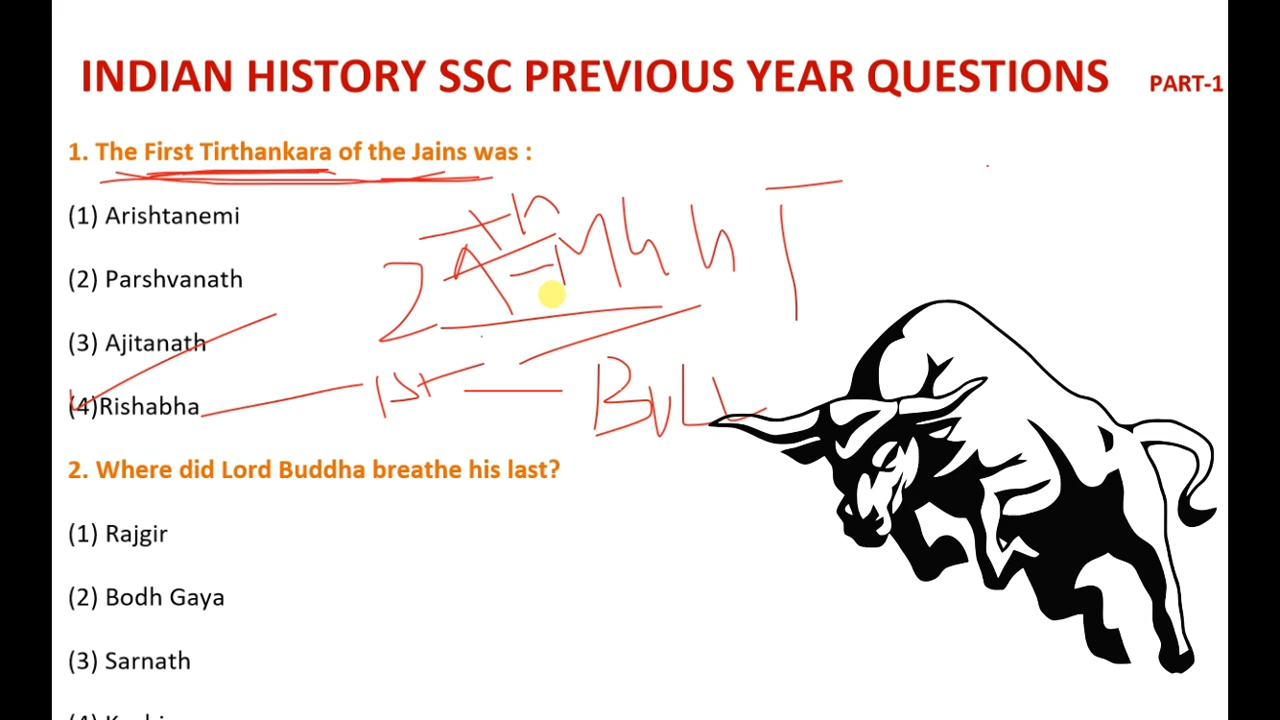 INDIAN HISTORY SSC PREVIOUS YEAR QUESTIONS PART-1
1. The First Tirthankara of the Jains was :
(1) Arishtanemi
(2) Parshvanath
(3) Ajitanath
(4)Rishabha
1st — BULL
2. Where did Lord Buddha breathe his last?
(1) Rajgir
(2) Bodh Gaya
(3) Sarnath
(4)